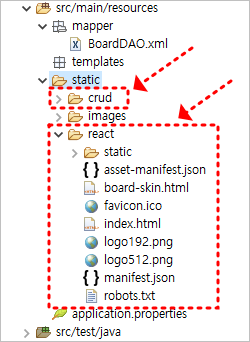 src/main/resources
mapper
BoardDAO.xml
templates
static
crud
images
react
static
asset-manifest.json
board-skin.html
favicon.ico
index.html
logo192.png
logo512.png
manifest.json
robots.txt
application.properties
src/test/java